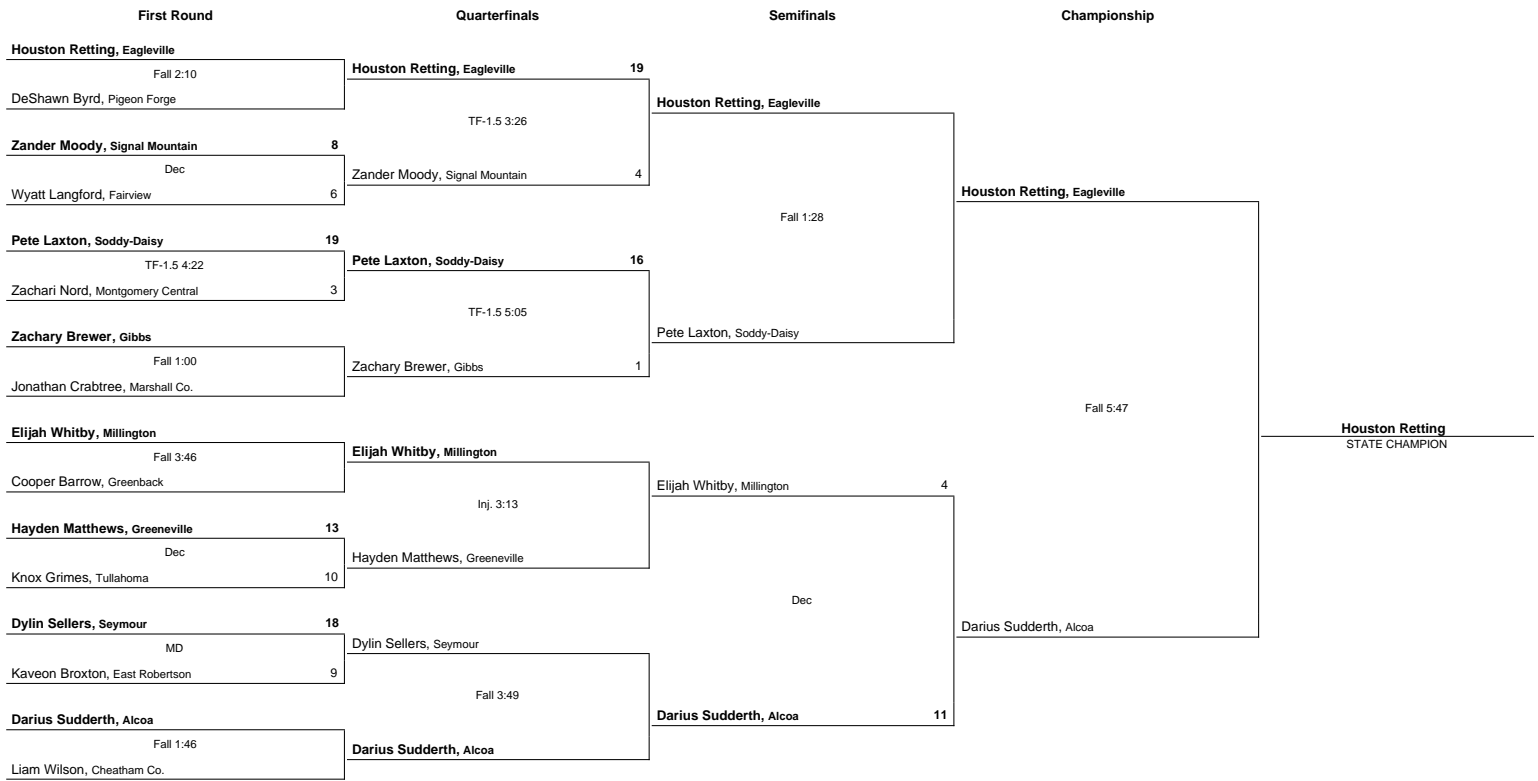 First Round
Quarterfinals
Semifinals
Championship
Houston Retting, Eagleville
Fall 2:10
DeShawn Byrd, Pigeon Forge
Zander Moody, Signal Mountain 8
Dec
Wyatt Langford, Fairview 6
Pete Laxton, Soddy-Daisy 19
TF-1.5 4:22
Zachari Nord, Montgomery Central 3
Zachary Brewer, Gibbs
Fall 1:00
Jonathan Crabtree, Marshall Co.
Elijah Whitby, Millington
Fall 3:46
Cooper Barrow, Greenback
Hayden Matthews, Greeneville 13
Dec
Knox Grimes, Tullahoma 10
Dylin Sellers, Seymour 18
MD
Kaveon Broxton, East Robertson 9
Darius Sudderth, Alcoa
Fall 1:46
Liam Wilson, Cheatham Co.
Houston Retting, Eagleville 19
TF-1.5 3:26
Zander Moody, Signal Mountain 4
Pete Laxton, Soddy-Daisy 16
TF-1.5 5:05
Zachary Brewer, Gibbs 1
Elijah Whitby, Millington
Inj. 3:13
Hayden Matthews, Greeneville
Dylin Sellers, Seymour
Fall 3:49
Darius Sudderth, Alcoa
Houston Retting, Eagleville
Fall 1:28
Pete Laxton, Soddy-Daisy
Elijah Whitby, Millington 4
Dec
Darius Sudderth, Alcoa 11
Houston Retting, Eagleville
Fall 5:47
Darius Sudderth, Alcoa
Houston Retting
STATE CHAMPION